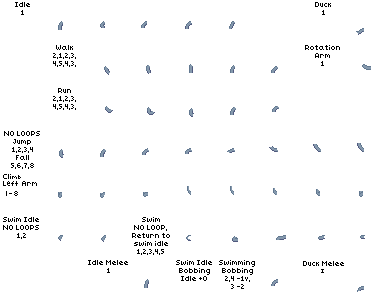 Idle
1
Duck
1
Walk
2,1,2,3,
4,5,4,3,
Rotation
Arm
1
Run
2,1,2,3,
4,5,4,3,
NO LOOPS
Jump
1,2,3,4
Fall
5,6,7,8
Climb
Left Arm
1-8
Swim Idle
NO LOOPS
1,2
Swim
NO LOOP,
Return to
swim idle
1,2,3,4,5
Idle Melee
1
Swim Idle
Bobbing
Idle +0
Swimming
Bobbing
2,4 -1v,
3 -2
Duck Melee
1